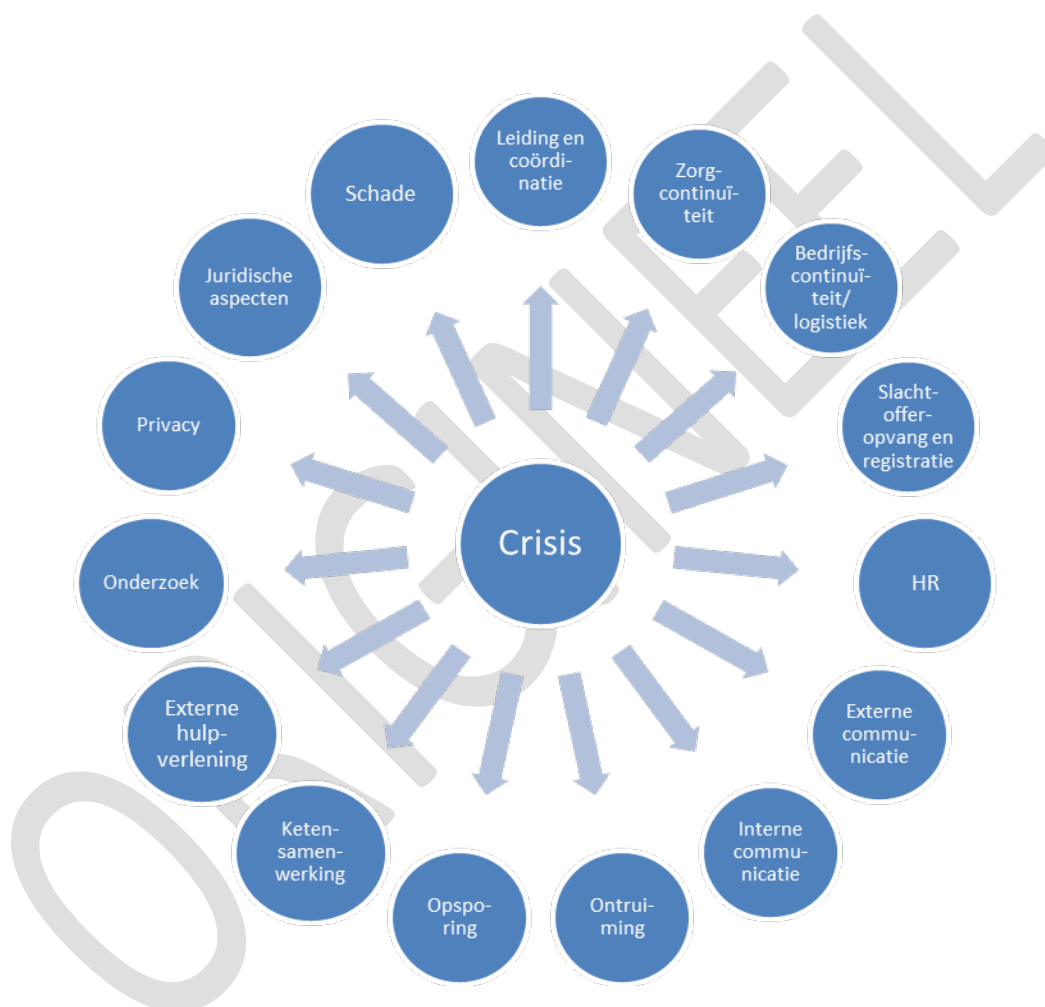 Leiding en
coördi-
natie
Zorg-
continuï-
teit
Bedrijfs-
continuï-
teit/
logistiek
Slacht-
offer-
opvang en
registratie
HR
Externe
commu-
nicatie
Interne
commu-
nicatie
Ontrui-
ming
Opspo-
ring
Keten-
samen-
werking
Externe
hulp-
verlening
Onderzoek
Privacy
Juridische
aspecten
Schade
Crisis